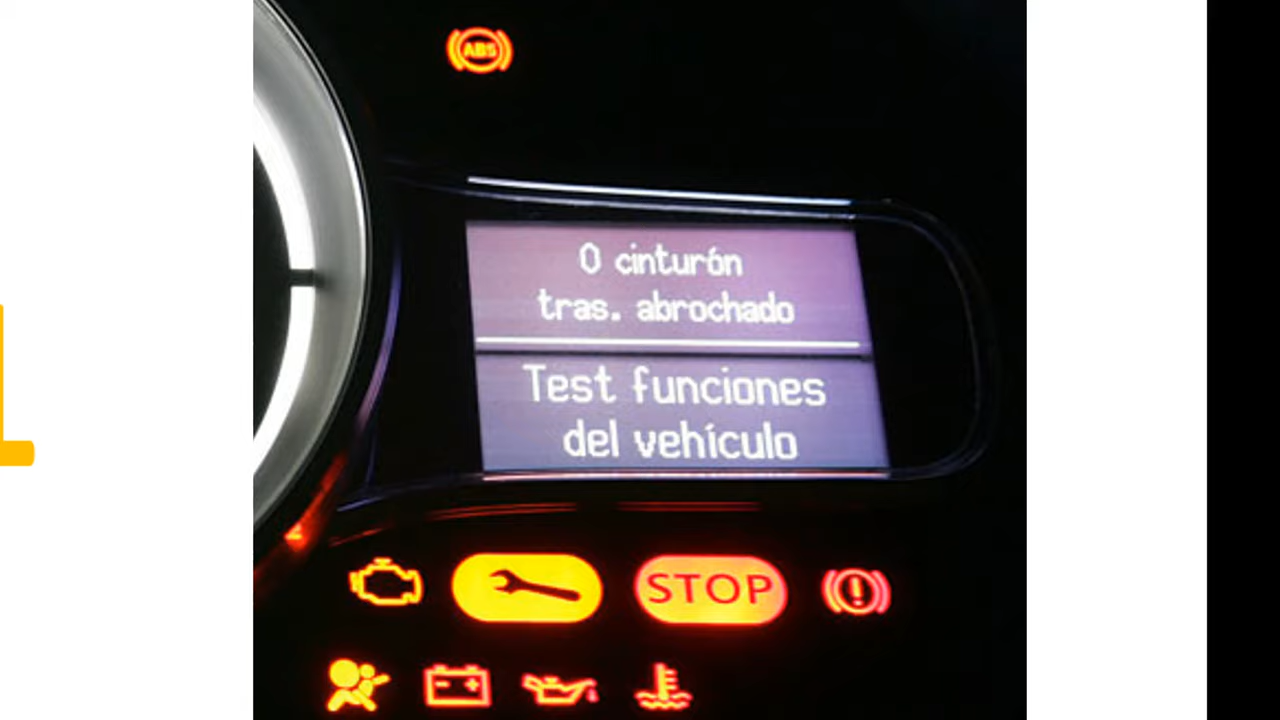 ABS
0 cinturón
tras. abrochado
Test funciones
del vehículo
STOP